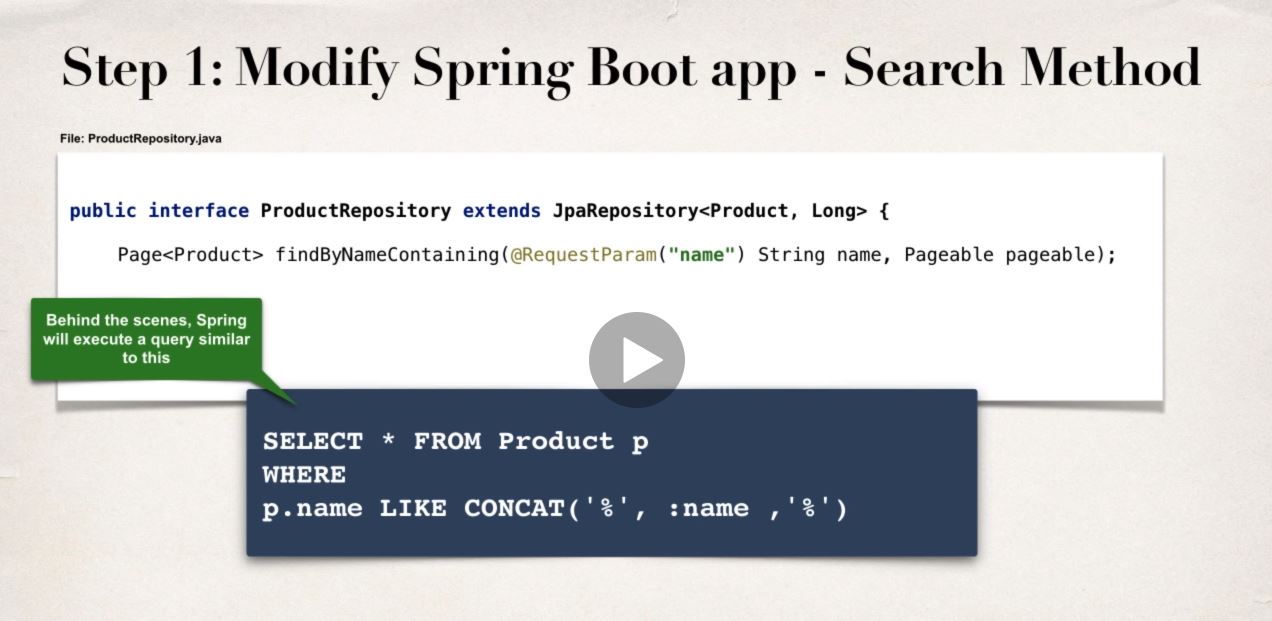 Step 1: Modify Spring Boot app - Search Method
File: ProductRepository.java
public interface ProductRepository extends JpaRepository<Product, Long> {
Page<Product> findByNameContaining(@RequestParam("name") String name, Pageable pageable);
Behind the scenes, Spring
will execute a query similar
to this
SELECT * FROM Product p
WHERE
p.name LIKE CONCAT('%', :name ,'%')